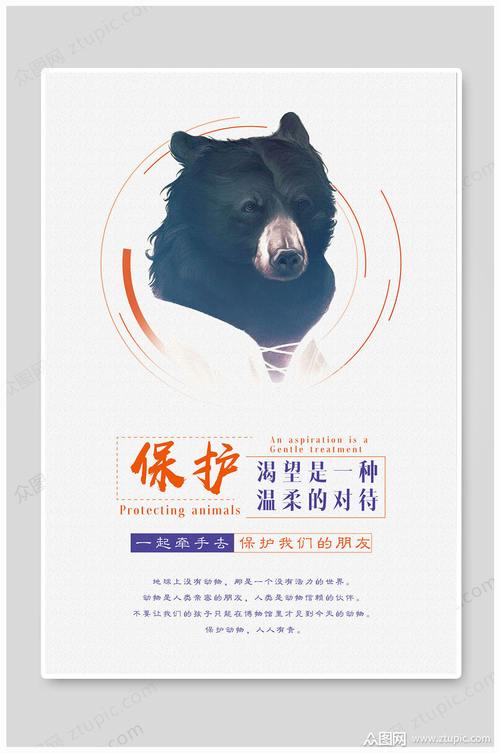 An aspiration is a
Gentle treatment
保护
渴望是一种
温柔的对待
Protecting animals
一起牵手去 保护我们的朋友
地球上没有动物，那是一个没有活力的世界。
动物是人类亲密的朋友，人类是动物信赖的伙伴。
不要让我们的孩子只能在博物馆里才见到今天的动物。
保护动物，人人有责。
众图网
www.ztupic.com